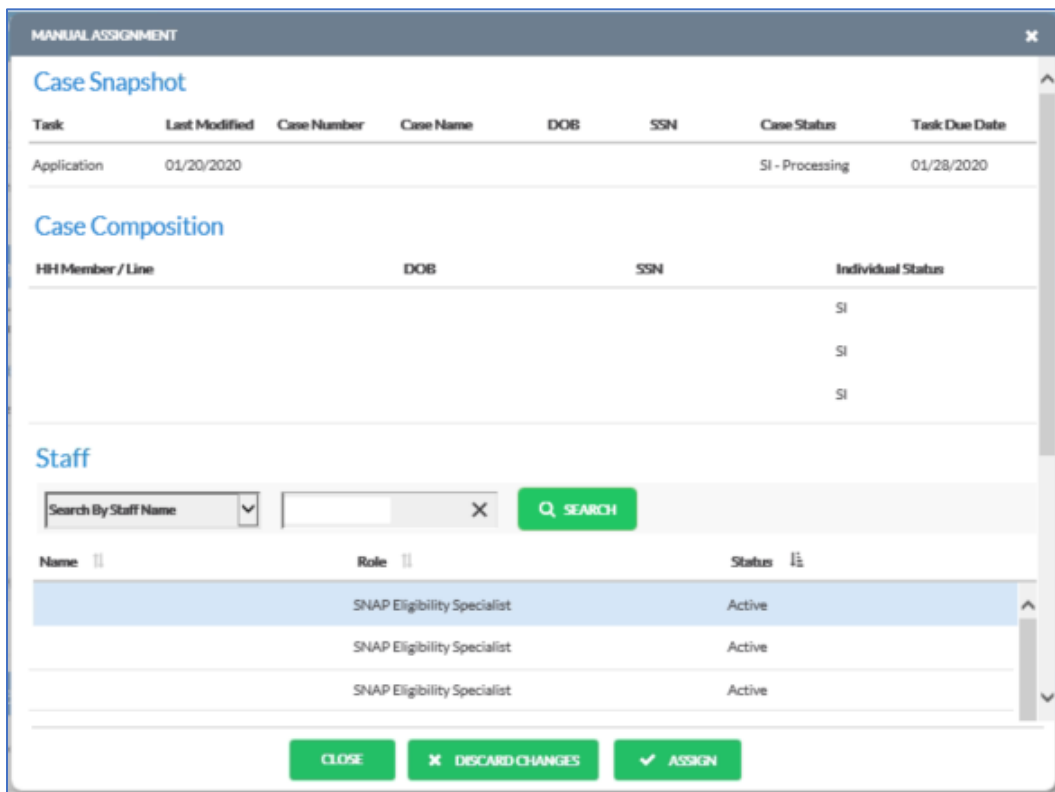 MANUAL ASSIGNMENT
Case Snapshot
Task Last Modified Case Number Case Name DOB SSN Case Status Task Due Date
Application 01/20/2020 SI - Processing 01/28/2020
Case Composition
HH Member / Line DOB SSN Individual Status
SI
SI
SI
Staff
Search By Staff Name SEARCH
Name Role Status
SNAP Eligibility Specialist Active
SNAP Eligibility Specialist Active
SNAP Eligibility Specialist Active
CLOSE DISCARD CHANGES ASSIGN